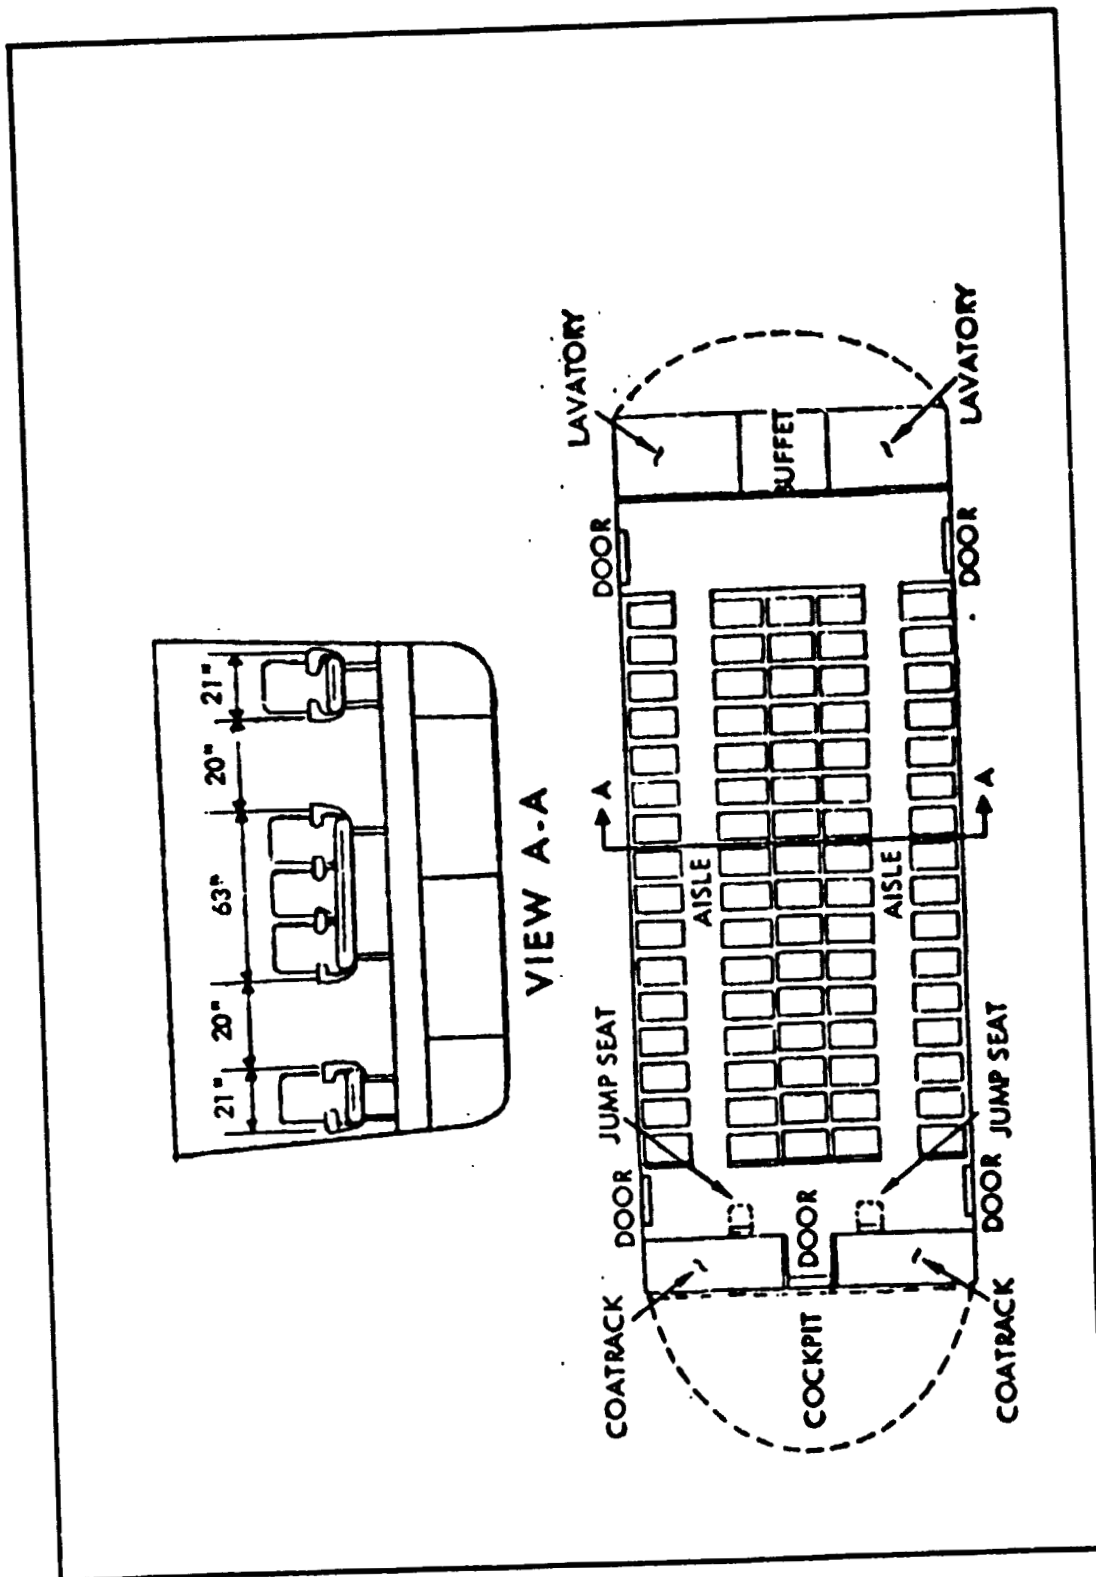 21"
20"
63"
20"
21"
VIEW A-A
LAVATORY
LAVATORY
BUFFET
DOOR
DOOR
A
A
AISLE
AISLE
JUMP SEAT
JUMP SEAT
DOOR
DOOR
DOOR
COATRACK
COCKPIT
COATRACK